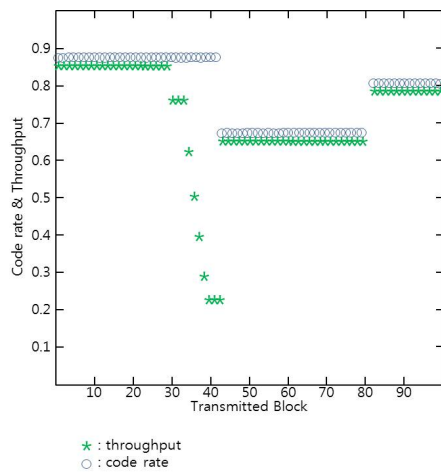 0.9
0.8
0.7
0.6
0.5
0.4
0.3
0.2
0.1
Code rate & Throughput
10 20 30 40 50 60 70 80 90
Transmitted Block
: throughput
: code rate